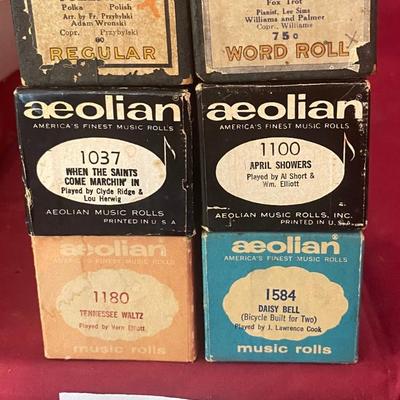 Polka Polish
Arr. by Fr. Przybylski
Adam Wronski
80
Copr. Przybylski
REGULAR
Fox Trot
Pianist, Lee Sims
Williams and Palmer
Copr. Williams
75c
WORD ROLL
aeolian®
AMERICA'S FINEST MUSIC ROLLS
1037
WHEN THE SAINTS
COME MARCHIN' IN
Played by Clyde Ridge &
Lou Herwig
AEOLIAN MUSIC ROLLS
PRINTED IN U S A
aeolian®
AMERICA'S FINEST MUSIC ROLLS
1100
APRIL SHOWERS
Played by Al Short &
Wm. Elliott
AEOLIAN MUSIC ROLLS, INC.
PRINTED IN U.S.A.
aeolian
AMERICA'S FINEST MUSIC ROLLS
1180
TENNESSEE WALTZ
Played by Vern Elliott
music rolls
aeolian
AMERICA'S FINEST MUSIC ROLLS
1584
DAISY BELL
(Bicycle Built for Two)
Played by J. Lawrence Cook
music rolls